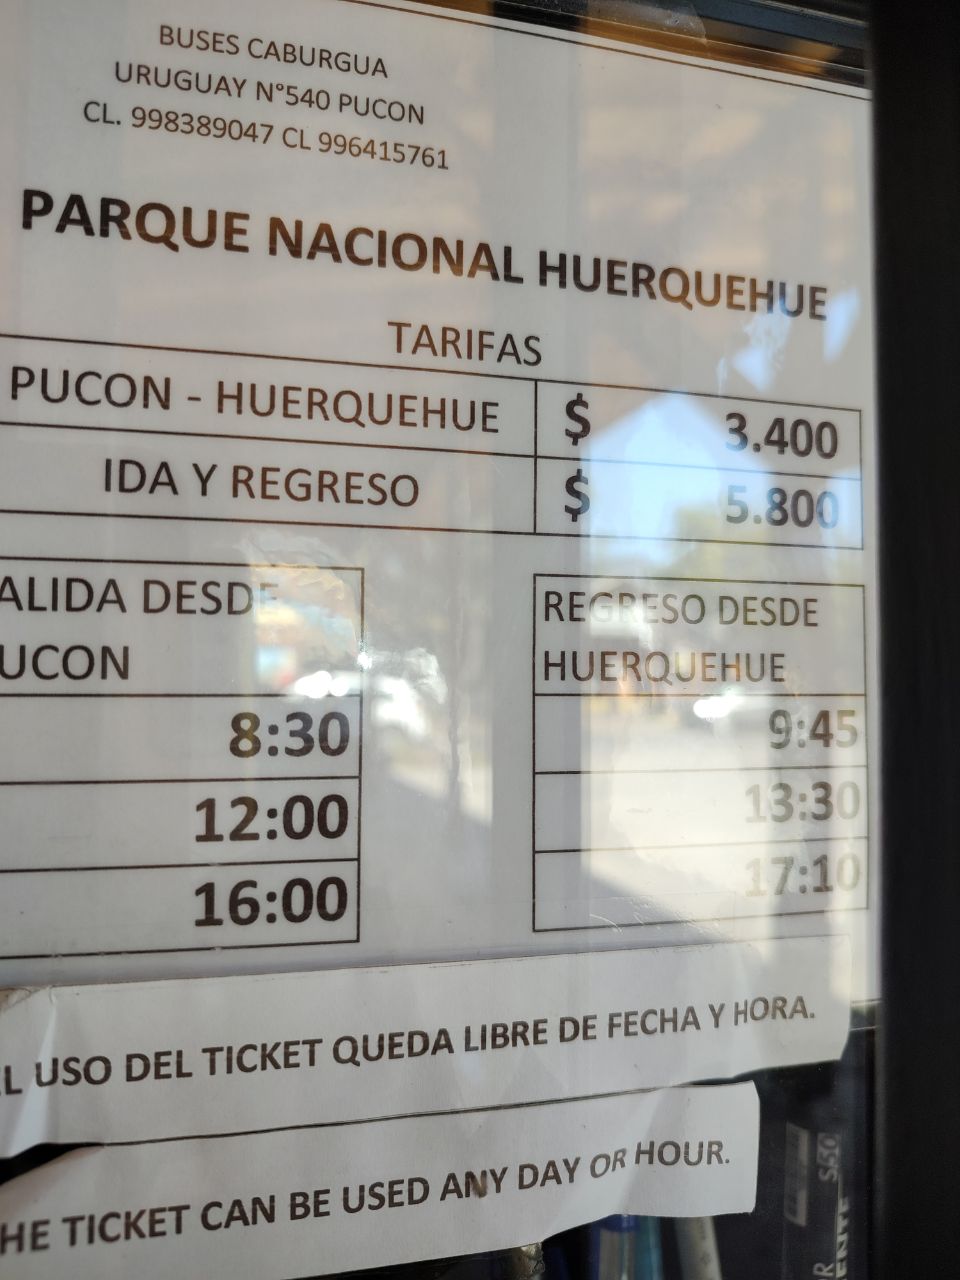 BUSES CABURGUA
URUGUAY N°540 PUCON
CL. 998389047 CL 996415761
PARQUE NACIONAL HUERQUEHUE
TARIFAS
PUCON - HUERQUEHUE $ 3.400
IDA Y REGRESO $ 5.800
ALIDA DESDE
UCON
8:30
12:00
16:00
REGRESO DESDE
HUERQUEHUE
9:45
13:30
17:10
L USO DEL TICKET QUEDA LIBRE DE FECHA Y HORA.
HE TICKET CAN BE USED ANY DAY OR HOUR.